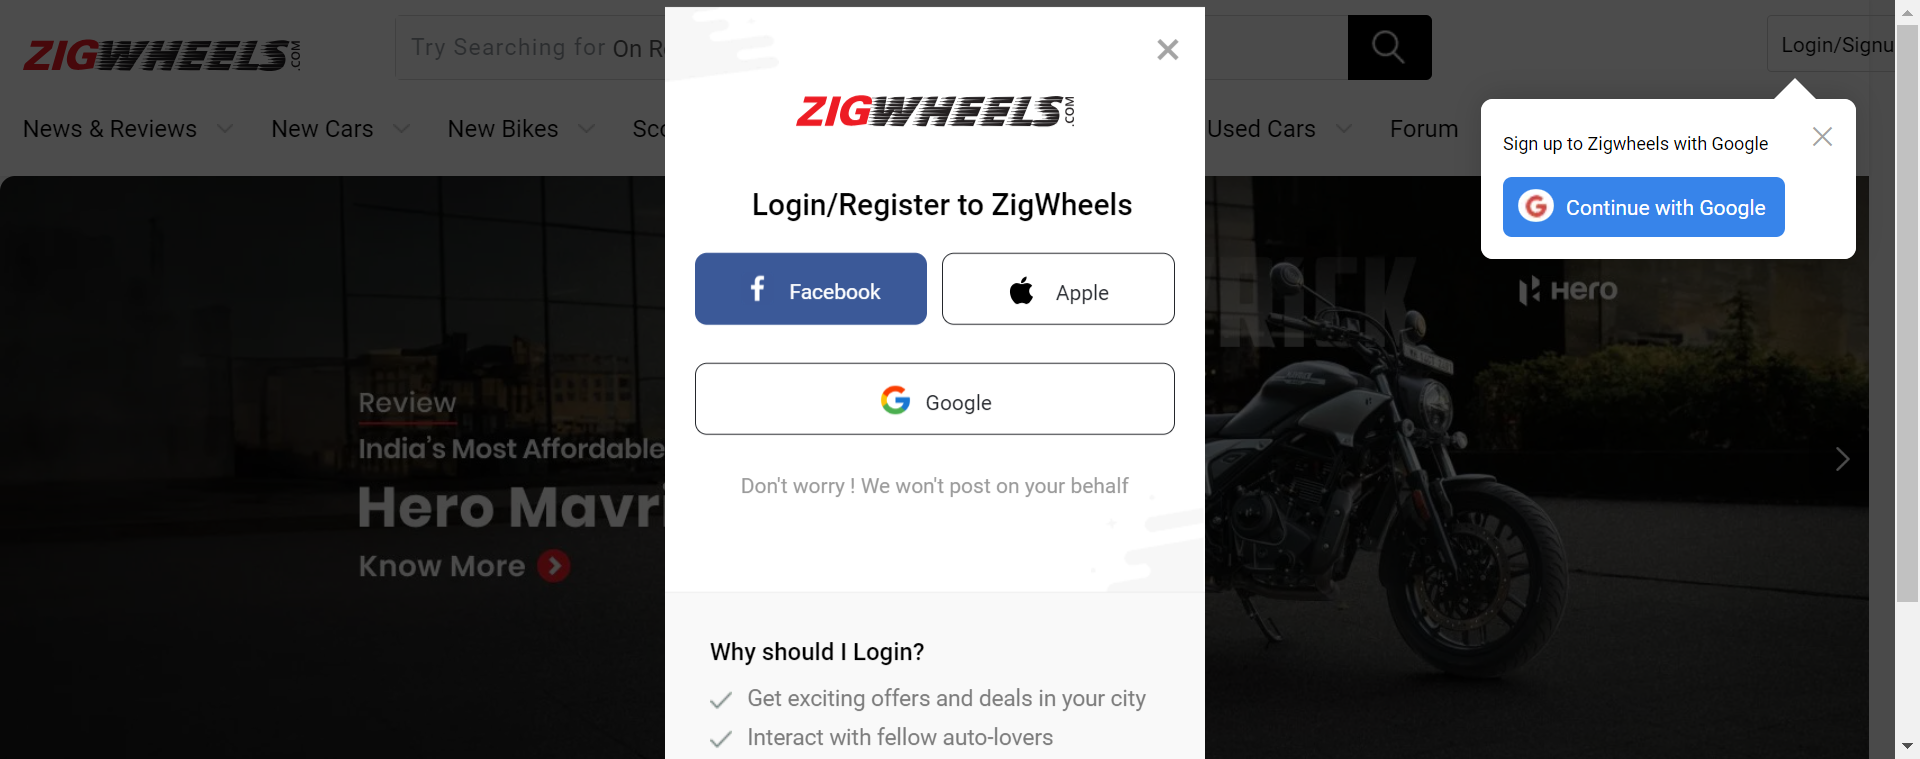 ZIGWHEELS.COM
Try Searching for On R
Login/Signu
News & Reviews
New Cars
New Bikes
Sc
Used Cars
Forum
ZIGWHEELS.COM
Login/Register to ZigWheels
Facebook
Apple
Google
Don't worry ! We won't post on your behalf
Why should I Login?
Get exciting offers and deals in your city
Interact with fellow auto-lovers
Sign up to Zigwheels with Google
Continue with Google
Review
India's Most Affordable
Hero Mavri
Know More
RICK
Hero